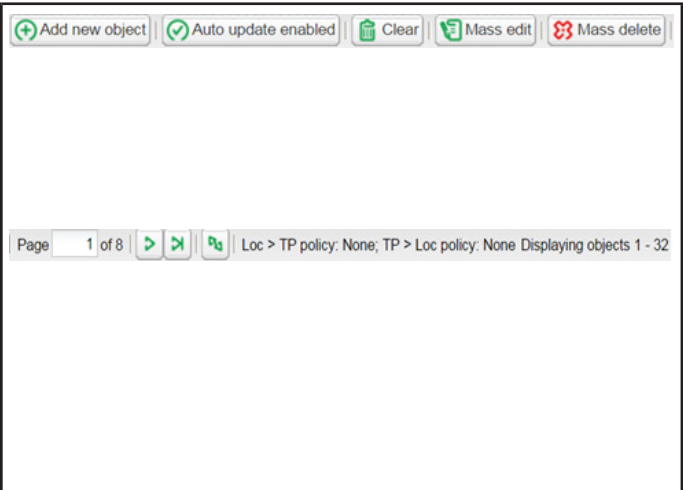 Add new object Auto update enabled Clear Mass edit Mass delete
Page 1 of 8 Loc > TP policy: None; TP > Loc policy: None Displaying objects 1 - 32